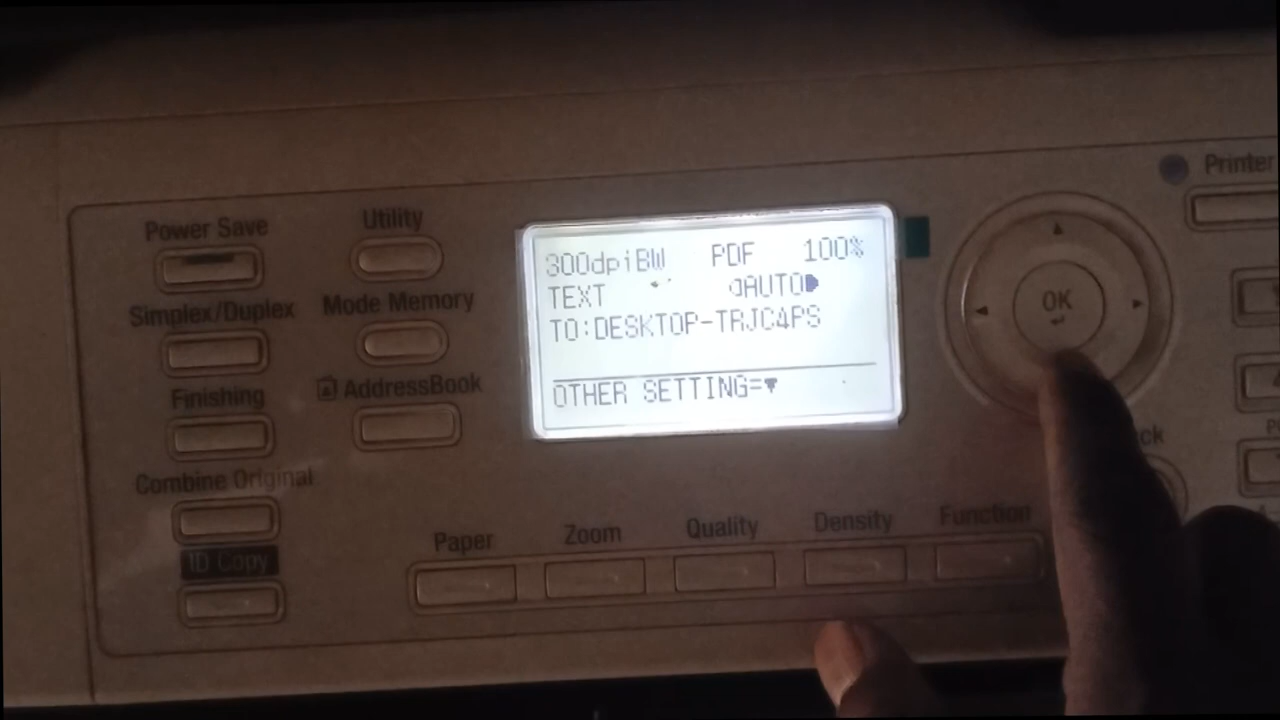 Power Save
Utility
Printer
Simplex/Duplex
Mode Memory
Finishing
AddressBook
Combine Original
ID Copy
300dpiBW PDF 100%
TEXT AUTO
TO:DESKTOP-TRJC4PS
OTHER SETTING=▼
OK
Paper
Zoom
Quality
Density
Function